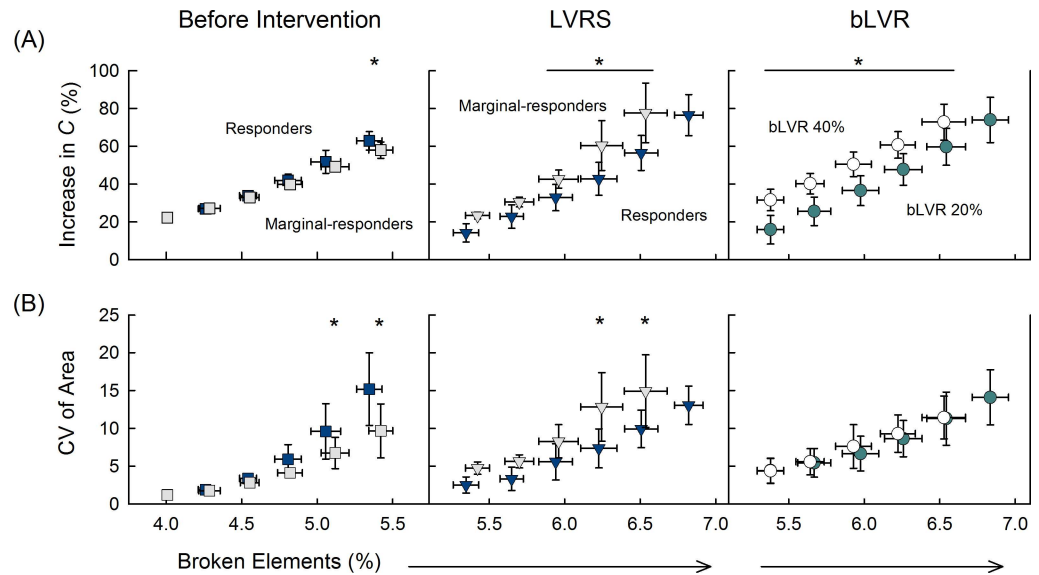 Before Intervention LVRS bLVR
(A)
* * *
100
80
60
40
20
0
Increase in C (%)
Responders
Marginal-responders
Marginal-responders
Responders
bLVR 40%
bLVR 20%
(B)
* * * *
25
20
15
10
5
0
CV of Area
4.0 4.5 5.0 5.5 5.5 6.0 6.5 7.0 5.5 6.0 6.5 7.0
Broken Elements (%)